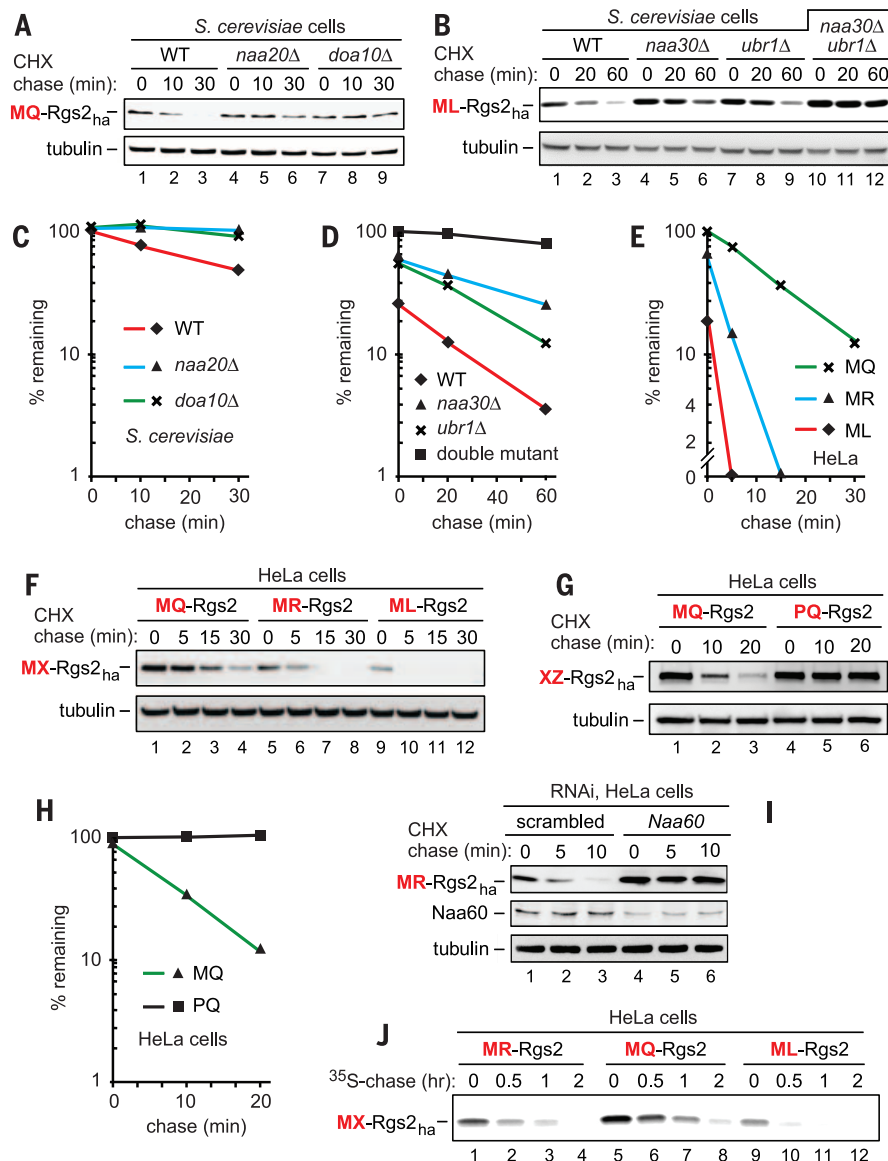 A
S. cerevisiae cells
CHX WT naa20Δ doa10Δ
chase (min): 0 10 30 0 10 30 0 10 30
MQ-Rgs2ha–
tubulin –
1 2 3 4 5 6 7 8 9
B
S. cerevisiae cells naa30Δ
CHX WT naa30Δ ubr1Δ ubr1Δ
chase (min): 0 20 60 0 20 60 0 20 60 0 20 60
ML-Rgs2ha–
tubulin –
1 2 3 4 5 6 7 8 9 10 11 12
C
100
10
1
% remaining
WT
naa20Δ
doa10Δ
S. cerevisiae
0 10 20 30
chase (min)
D
100
10
1
% remaining
WT
naa30Δ
ubr1Δ
double mutant
0 20 40 60
chase (min)
E
100
10
4
2
0
% remaining
MQ
MR
ML
HeLa
0 10 20 30
chase (min)
F
HeLa cells
CHX MQ-Rgs2 MR-Rgs2 ML-Rgs2
chase (min): 0 5 15 30 0 5 15 30 0 5 15 30
MX-Rgs2ha–
tubulin –
1 2 3 4 5 6 7 8 9 10 11 12
G
HeLa cells
CHX MQ-Rgs2 PQ-Rgs2
chase (min): 0 10 20 0 10 20
XZ-Rgs2ha–
tubulin –
1 2 3 4 5 6
H
100
10
1
% remaining
MQ
PQ
HeLa cells
0 10 20
chase (min)
I
RNAi, HeLa cells
CHX scrambled Naa60
chase (min): 0 5 10 0 5 10
MR-Rgs2ha–
Naa60 –
tubulin –
1 2 3 4 5 6
J
HeLa cells
MR-Rgs2 MQ-Rgs2 ML-Rgs2
35S-chase (hr): 0 0.5 1 2 0 0.5 1 2 0 0.5 1 2
MX-Rgs2ha–
1 2 3 4 5 6 7 8 9 10 11 12